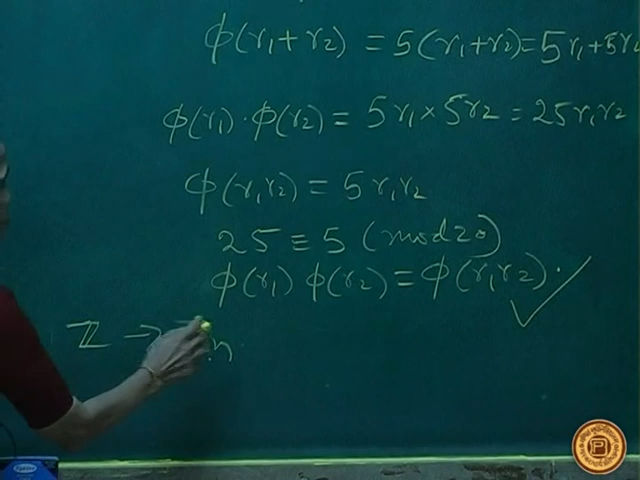 φ(r₁+r₂) = 5(r₁+r₂) = 5r₁+5r₂
φ(r₁)·φ(r₂) = 5r₁×5r₂ = 25r₁r₂
φ(r₁r₂) = 5r₁r₂
25 ≡ 5 (mod 20)
φ(r₁) φ(r₂) = φ(r₁r₂).
ℤ → n